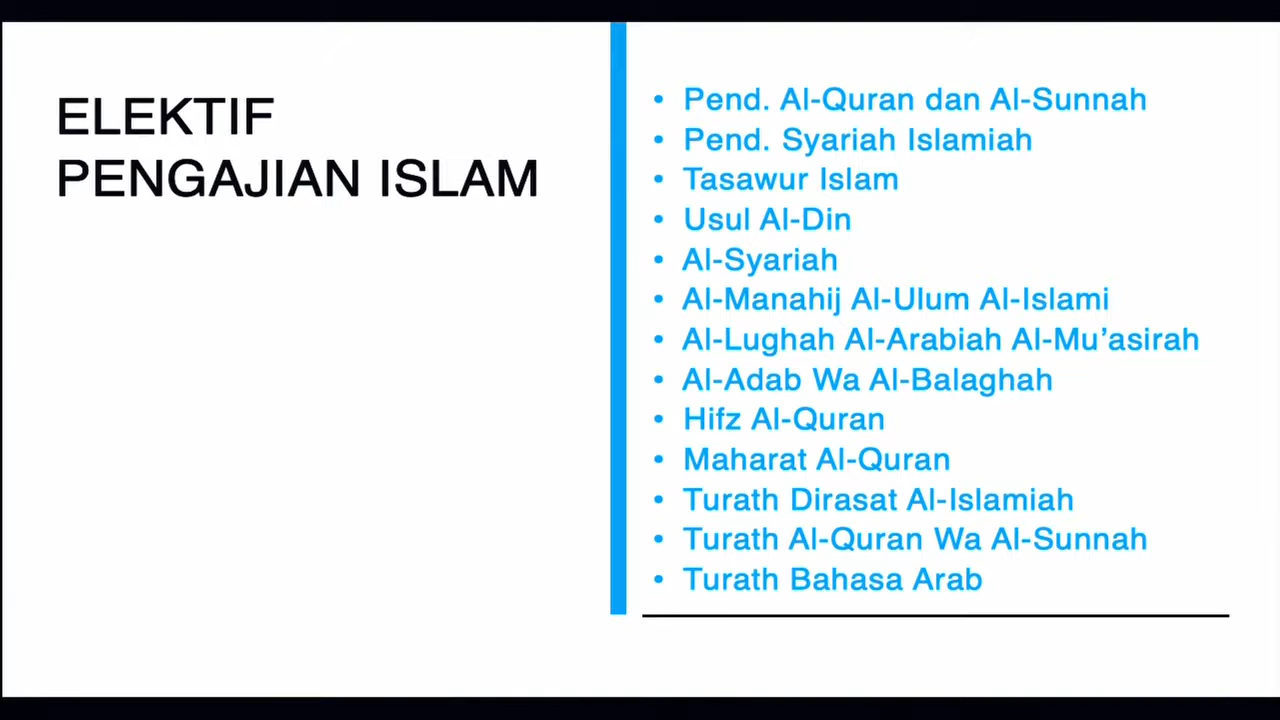 ELEKTIF
PENGAJIAN ISLAM
• Pend. Al-Quran dan Al-Sunnah
• Pend. Syariah Islamiah
• Tasawur Islam
• Usul Al-Din
• Al-Syariah
• Al-Manahij Al-Ulum Al-Islami
• Al-Lughah Al-Arabiah Al-Mu’asirah
• Al-Adab Wa Al-Balaghah
• Hifz Al-Quran
• Maharat Al-Quran
• Turath Dirasat Al-Islamiah
• Turath Al-Quran Wa Al-Sunnah
• Turath Bahasa Arab